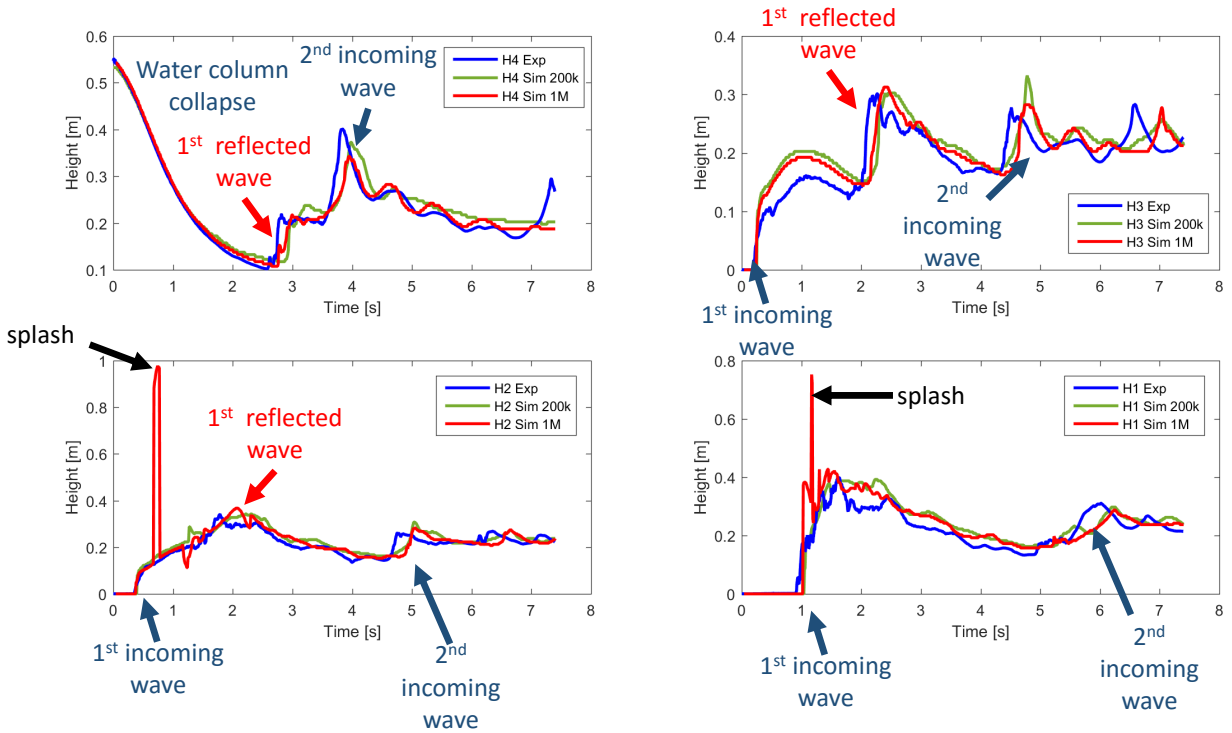 0.6
0.5
0.4
0.3
0.2
0.1
Height [m]
0 1 2 3 4 5 6 7 8
Time [s]
H4 Exp
H4 Sim 200k
H4 Sim 1M
Water column
collapse
1st reflected
wave
2nd incoming
wave
0.4
0.3
0.2
0.1
0
Height [m]
0 1 2 3 4 5 6 7 8
Time [s]
H3 Exp
H3 Sim 200k
H3 Sim 1M
1st reflected
wave
2nd
incoming
wave
1st incoming
wave
splash
1
0.8
0.6
0.4
0.2
0
Height [m]
0 1 2 3 4 5 6 7 8
Time [s]
H2 Exp
H2 Sim 200k
H2 Sim 1M
1st reflected
wave
1st incoming
wave
2nd
incoming
wave
0.8
0.6
0.4
0.2
0
Height [m]
0 1 2 3 4 5 6 7 8
Time [s]
H1 Exp
H1 Sim 200k
H1 Sim 1M
splash
1st incoming
wave
2nd
incoming
wave